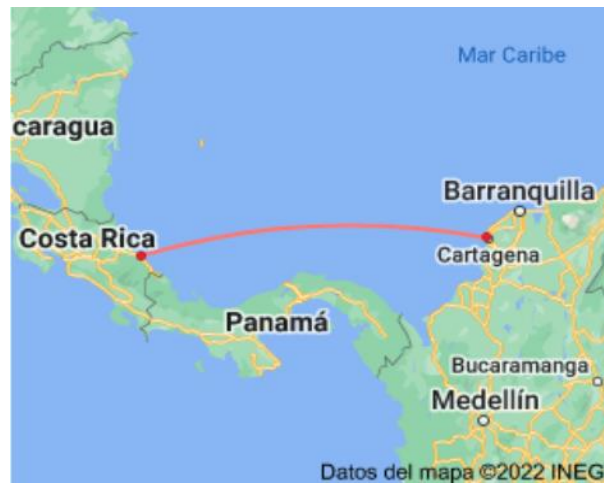 Mar Caribe
caragua
Barranquilla
Costa Rica
Cartagena
Panamá
Bucaramanga
Medellín
Datos del mapa ©2022 INEG